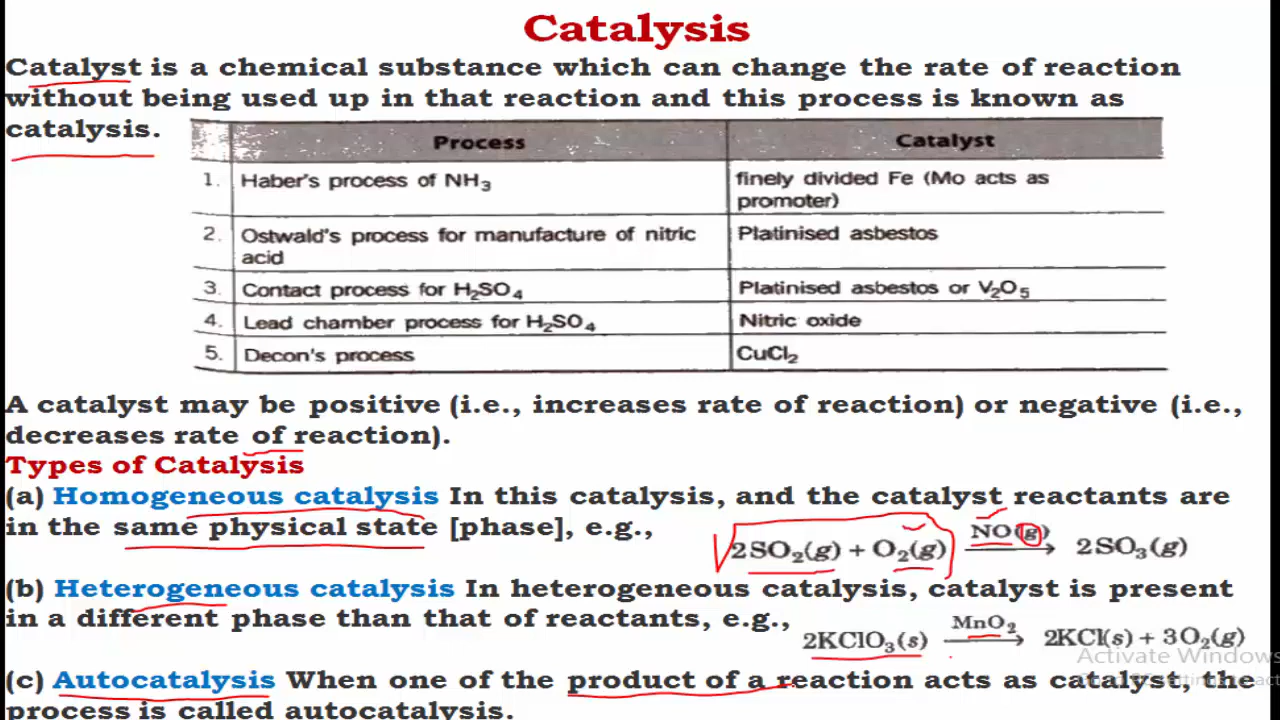 Catalysis
Catalyst is a chemical substance which can change the rate of reaction
without being used up in that reaction and this process is known as
catalysis.
Process Catalyst
1. Haber's process of NH₃ finely divided Fe (Mo acts as
promoter)
2. Ostwald's process for manufacture of nitric Platinised asbestos
acid
3. Contact process for H₂SO₄ Platinised asbestos or V₂O₅
4. Lead chamber process for H₂SO₄ Nitric oxide
5. Decon's process CuCl₂
A catalyst may be positive (i.e., increases rate of reaction) or negative (i.e.,
decreases rate of reaction).
Types of Catalysis
(a) Homogeneous catalysis In this catalysis, and the catalyst reactants are
in the same physical state [phase], e.g.,
2SO₂(g) + O₂(g) NO(g) → 2SO₃(g)
(b) Heterogeneous catalysis In heterogeneous catalysis, catalyst is present
in a different phase than that of reactants, e.g.,
2KClO₃(s) MnO₂ → 2KCl(s) + 3O₂(g)
Activate Windows
(c) Autocatalysis When one of the product of a reaction acts as catalyst, the
process is called autocatalysis.